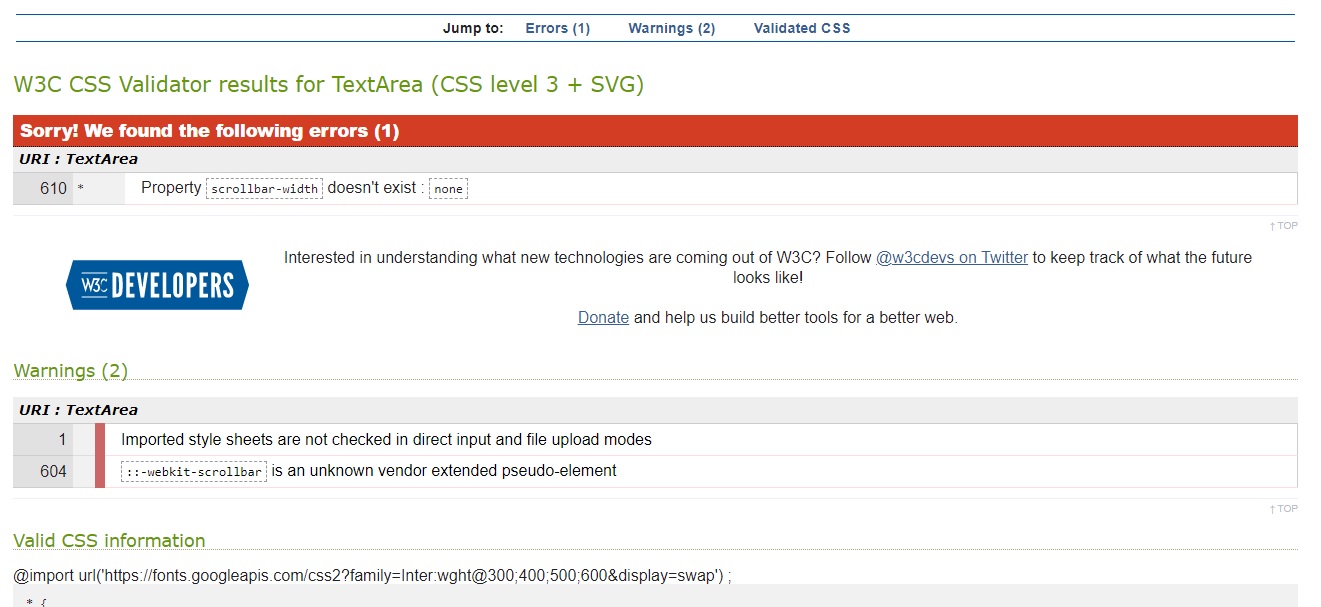 Jump to: Errors (1) Warnings (2) Validated CSS
W3C CSS Validator results for TextArea (CSS level 3 + SVG)
Sorry! We found the following errors (1)
URI : TextArea
610 * Property scrollbar-width doesn't exist : none
↑ TOP
W3C DEVELOPERS
Interested in understanding what new technologies are coming out of W3C? Follow @w3cdevs on Twitter to keep track of what the future
looks like!
Donate and help us build better tools for a better web.
Warnings (2)
URI : TextArea
1 Imported style sheets are not checked in direct input and file upload modes
604 ::-webkit-scrollbar is an unknown vendor extended pseudo-element
↑ TOP
Valid CSS information
@import url('https://fonts.googleapis.com/css2?family=Inter:wght@300;400;500;600&display=swap') ;
* {